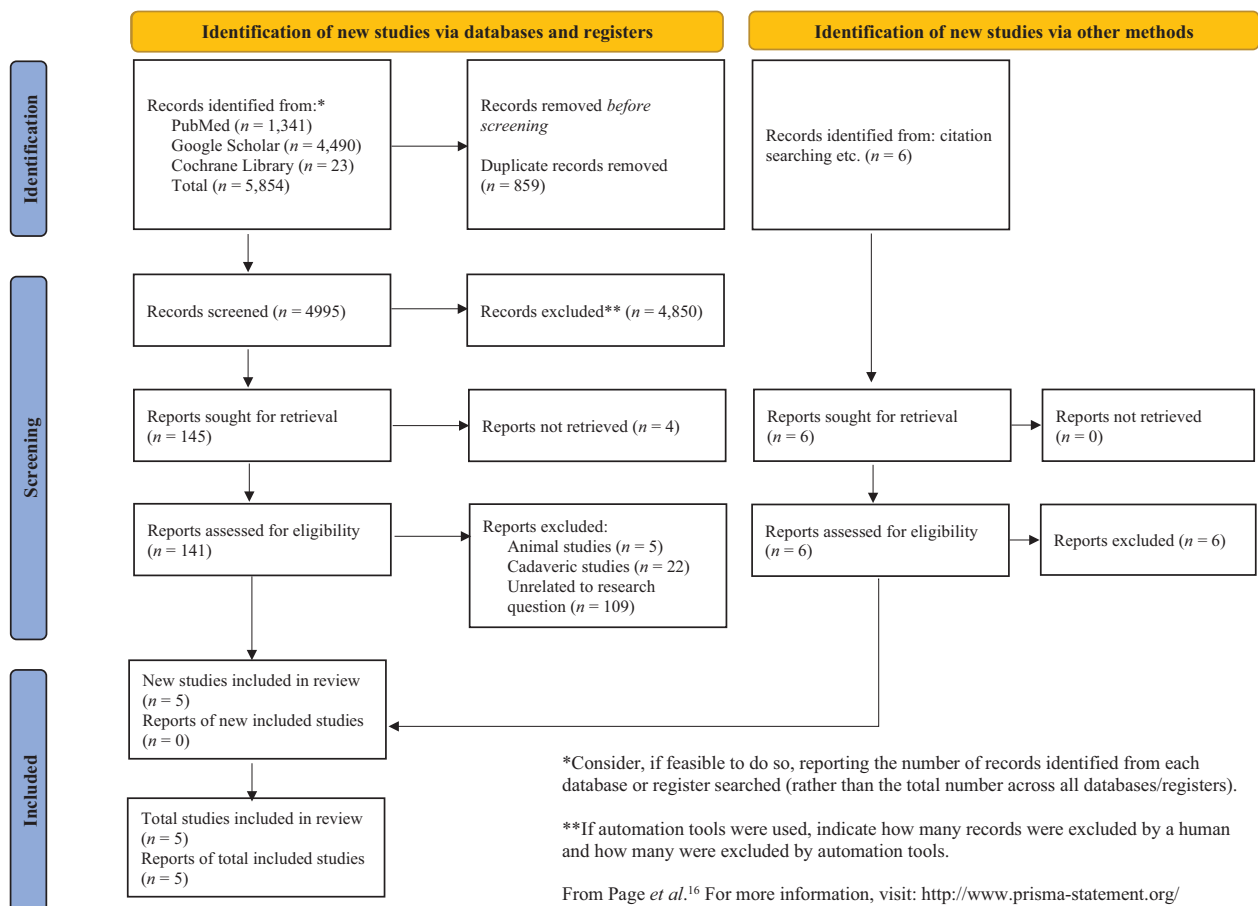 Identification of new studies via databases and registers
Identification of new studies via other methods
Identification
Records identified from:*
PubMed (n = 1,341)
Google Scholar (n = 4,490)
Cochrane Library (n = 23)
Total (n = 5,854)
Records removed before
screening
Duplicate records removed
(n = 859)
Records identified from: citation
searching etc. (n = 6)
Screening
Records screened (n = 4995)
Records excluded** (n = 4,850)
Reports sought for retrieval
(n = 145)
Reports not retrieved (n = 4)
Reports sought for retrieval
(n = 6)
Reports not retrieved
(n = 0)
Reports assessed for eligibility
(n = 141)
Reports excluded:
Animal studies (n = 5)
Cadaveric studies (n = 22)
Unrelated to research
question (n = 109)
Reports assessed for eligibility
(n = 6)
Reports excluded (n = 6)
Included
New studies included in review
(n = 5)
Reports of new included studies
(n = 0)
Total studies included in review
(n = 5)
Reports of total included studies
(n = 5)
*Consider, if feasible to do so, reporting the number of records identified from each
database or register searched (rather than the total number across all databases/registers).
**If automation tools were used, indicate how many records were excluded by a human
and how many were excluded by automation tools.
From Page et al.16 For more information, visit: http://www.prisma-statement.org/